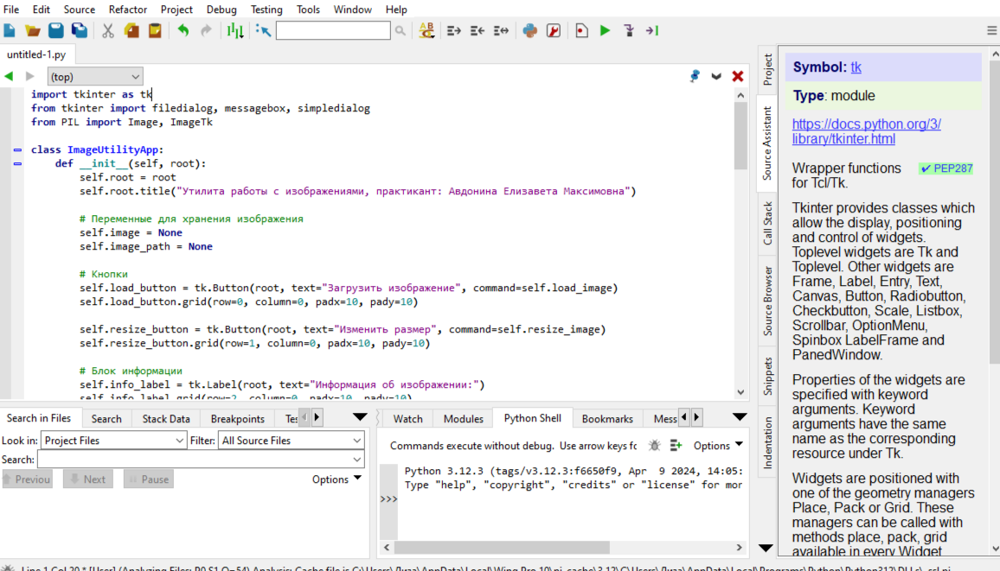 File Edit Source Refactor Project Debug Testing Tools Window Help
untitled-1.py
(top)
import tkinter as tk
from tkinter import filedialog, messagebox, simpledialog
from PIL import Image, ImageTk
class ImageUtilityApp:
def __init__(self, root):
self.root = root
self.root.title("Утилита работы с изображениями, практикант: Авдонина Елизавета Максимовна")
# Переменные для хранения изображения
self.image = None
self.image_path = None
# Кнопки
self.load_button = tk.Button(root, text="Загрузить изображение", command=self.load_image)
self.load_button.grid(row=0, column=0, padx=10, pady=10)
self.resize_button = tk.Button(root, text="Изменить размер", command=self.resize_image)
self.resize_button.grid(row=1, column=0, padx=10, pady=10)
# Блок информации
self.info_label = tk.Label(root, text="Информация об изображении:")
self.info_label.grid(row=2, column=0, padx=10, pady=10)
Project
Source Assistant
Call Stack
Source Browser
Snippets
Indentation
Symbol: tk
Type: module
https://docs.python.org/3/
library/tkinter.html
Wrapper functions ✔ PEP287
for Tcl/Tk.
Tkinter provides classes which
allow the display, positioning
and control of widgets.
Toplevel widgets are Tk and
Toplevel. Other widgets are
Frame, Label, Entry, Text,
Canvas, Button, Radiobutton,
Checkbutton, Scale, Listbox,
Scrollbar, OptionMenu,
Spinbox LabelFrame and
PanedWindow.
Properties of the widgets are
specified with keyword
arguments. Keyword
arguments have the same
name as the corresponding
resource under Tk.
Widgets are positioned with
one of the geometry managers
Place, Pack or Grid. These
managers can be called with
methods place, pack, grid
available in every Widget
Search in Files Search Stack Data Breakpoints Tes
Look in: Project Files Filter: All Source Files
Search:
Previou Next Pause Options
Watch Modules Python Shell Bookmarks Mess
Commands execute without debug. Use arrow keys fo Options
Python 3.12.3 (tags/v3.12.3:f6650f9, Apr 9 2024, 14:05:
Type "help", "copyright", "credits" or "license" for mor
>>>
Line 1 Col 20 * [User] (Analyzing Files: P0 S1 O=54) Analysis: Cache file is C:\Users\Лиза\AppData\Local\Wing Pro 10\pi-cache\3.12\C\Users\Лиза\AppData\Local\Programs\Python\Python312\DLLs\_ssl.pi